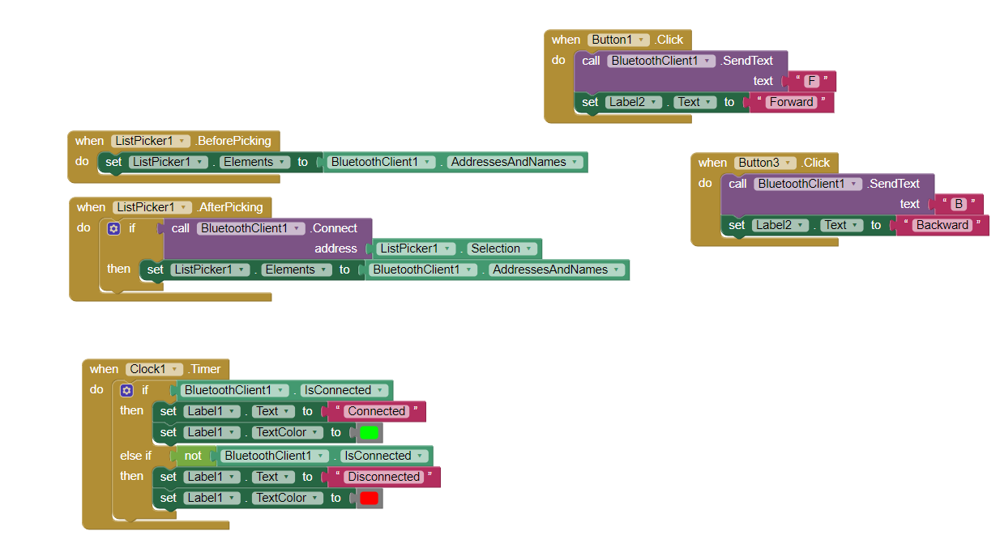 when Button1 .Click
do call BluetoothClient1 .SendText
text " F "
set Label2 . Text to " Forward "
when ListPicker1 .BeforePicking
do set ListPicker1 . Elements to BluetoothClient1 . AddressesAndNames
when Button3 .Click
do call BluetoothClient1 .SendText
text " B "
set Label2 . Text to " Backward "
when ListPicker1 .AfterPicking
do if call BluetoothClient1 .Connect
address ListPicker1 . Selection
then set ListPicker1 . Elements to BluetoothClient1 . AddressesAndNames
when Clock1 .Timer
do if BluetoothClient1 . IsConnected
then set Label1 . Text to " Connected "
set Label1 . TextColor to
else if not BluetoothClient1 . IsConnected
then set Label1 . Text to " Disconnected "
set Label1 . TextColor to